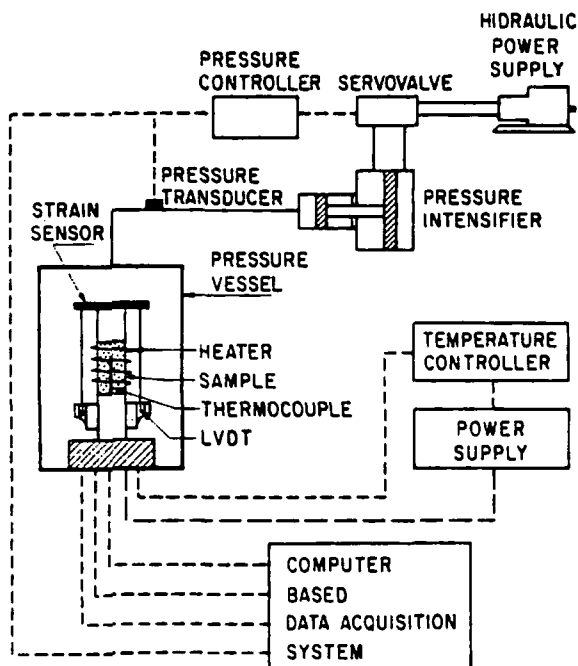 HIDRAULIC
POWER
SUPPLY
PRESSURE
CONTROLLER
SERVOVALVE
PRESSURE
TRANSDUCER
PRESSURE
INTENSIFIER
STRAIN
SENSOR
PRESSURE
VESSEL
HEATER
SAMPLE
THERMOCOUPLE
LVDT
TEMPERATURE
CONTROLLER
POWER
SUPPLY
COMPUTER
BASED
DATA ACQUISITION
SYSTEM